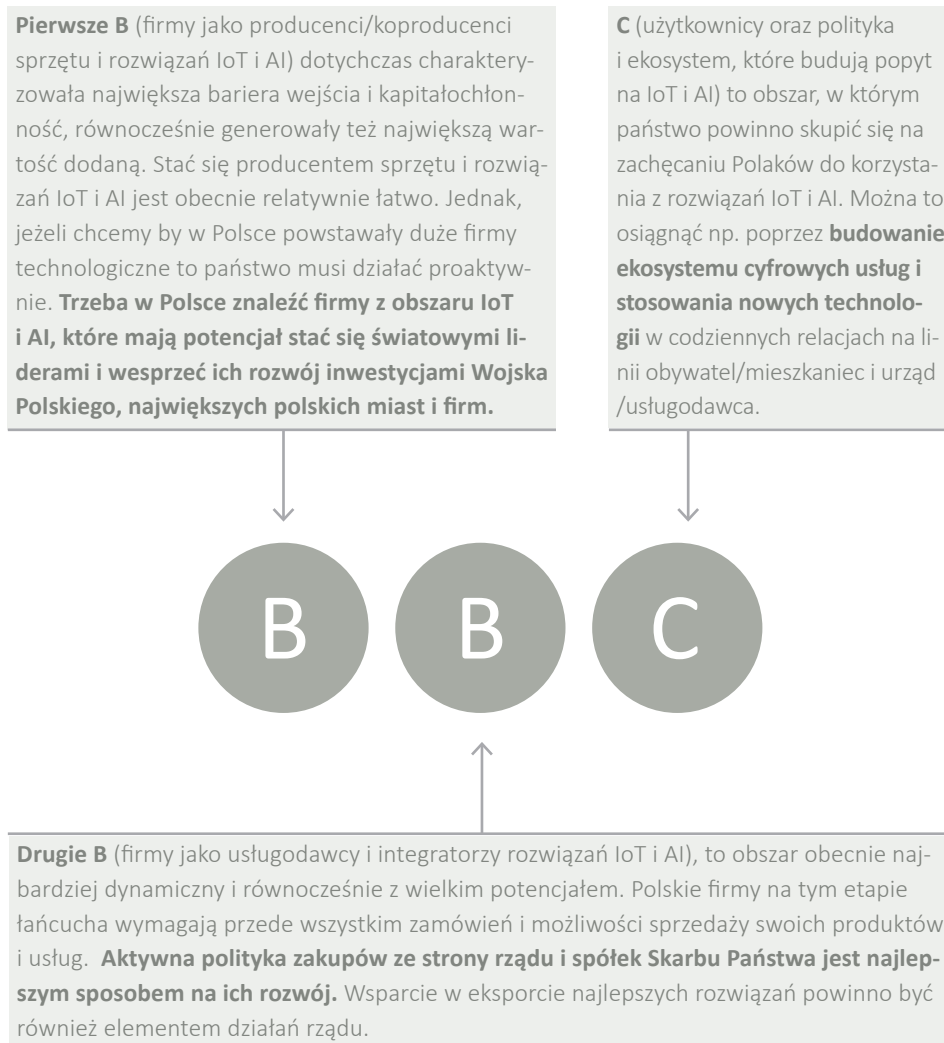 Pierwsze B (firmy jako producenci/koproducenci
sprzętu i rozwiązań IoT i AI) dotychczas charaktery-
zowała największa bariera wejścia i kapitałochłon-
ność, równocześnie generowały też największą war-
tość dodaną. Stać się producentem sprzętu i rozwią-
zań IoT i AI jest obecnie relatywnie łatwo. Jednak,
jeżeli chcemy by w Polsce powstawały duże firmy
technologiczne to państwo musi działać proaktyw-
nie. Trzeba w Polsce znaleźć firmy z obszaru IoT
i AI, które mają potencjał stać się światowymi li-
derami i wesprzeć ich rozwój inwestycjami Wojska
Polskiego, największych polskich miast i firm.
C (użytkownicy oraz polityka
i ekosystem, które budują popyt
na IoT i AI) to obszar, w którym
państwo powinno skupić się na
zachęcaniu Polaków do korzysta-
nia z rozwiązań IoT i AI. Można to
osiągnąć np. poprzez budowanie
ekosystemu cyfrowych usług i
stosowania nowych technolo-
gii w codziennych relacjach na li-
nii obywatel/mieszkaniec i urząd
/usługodawca.
B
B
C
Drugie B (firmy jako usługodawcy i integratorzy rozwiązań IoT i AI), to obszar obecnie naj-
bardziej dynamiczny i równocześnie z wielkim potencjałem. Polskie firmy na tym etapie
łańcucha wymagają przede wszystkim zamówień i możliwości sprzedaży swoich produktów
i usług. Aktywna polityka zakupów ze strony rządu i spółek Skarbu Państwa jest najlep-
szym sposobem na ich rozwój. Wsparcie w eksporcie najlepszych rozwiązań powinno być
również elementem działań rządu.